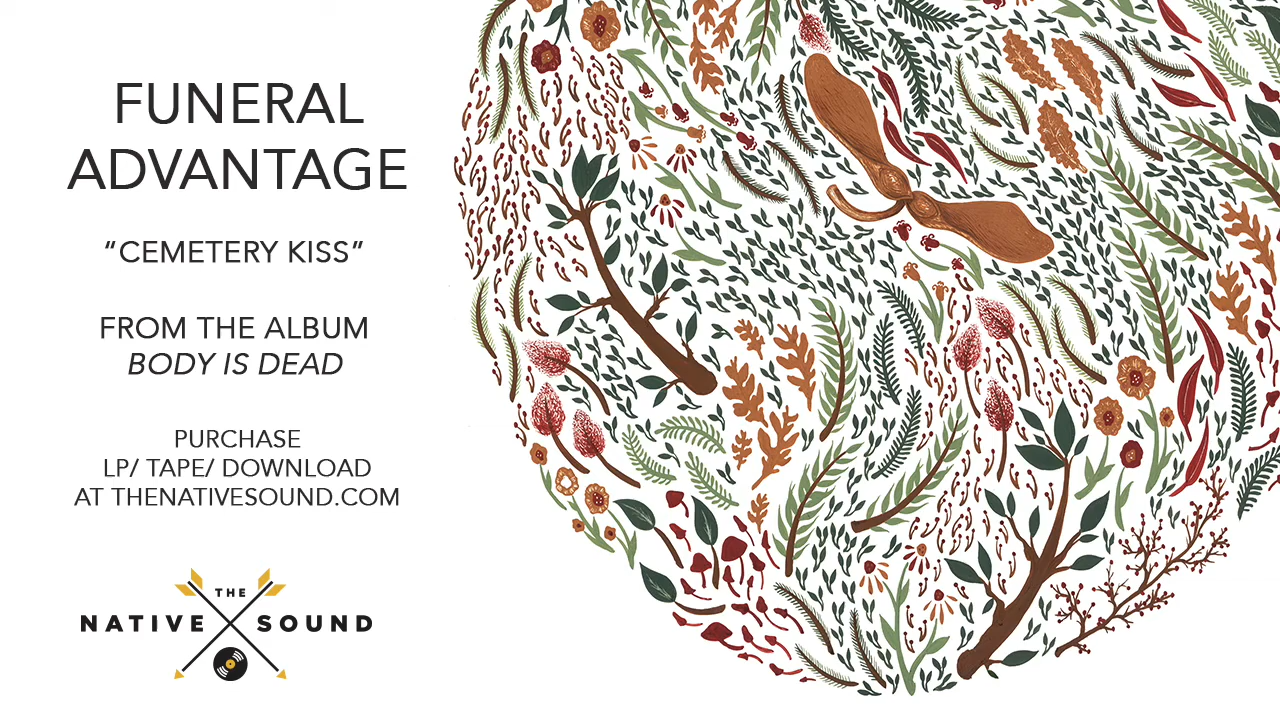 FUNERAL
ADVANTAGE
“CEMETERY KISS”
FROM THE ALBUM
BODY IS DEAD
PURCHASE
LP/ TAPE/ DOWNLOAD
AT THENATIVESOUND.COM
THE
NATIVE SOUND